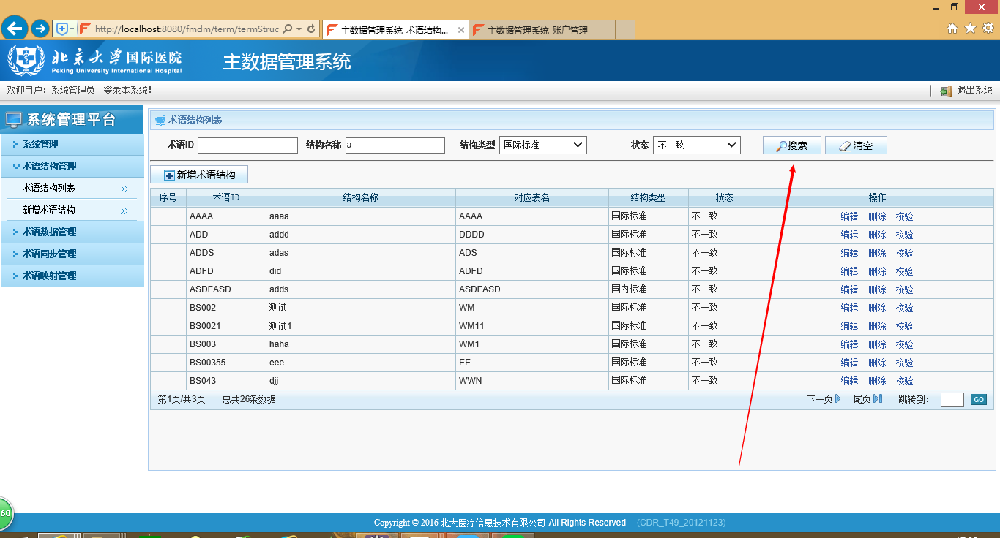 http://localhost:8080/fmdm/term/termStruc
主数据管理系统-术语结构...
主数据管理系统-账户管理
北京大学国际医院
Peking University International Hospital
主数据管理系统
欢迎用户: 系统管理员 登录本系统!
退出系统
系统管理平台
系统管理
术语结构管理
术语结构列表
新增术语结构
术语数据管理
术语同步管理
术语映射管理
术语结构列表
术语ID 结构名称 a 结构类型 国际标准 状态 不一致 搜索 清空
新增术语结构
序号 术语ID 结构名称 对应表名 结构类型 状态 操作
AAAA aaaa AAAA 国际标准 不一致 编辑 删除 校验
ADD addd DDDD 国际标准 不一致 编辑 删除 校验
ADDS adas ADS 国际标准 不一致 编辑 删除 校验
ADFD did ADFD 国际标准 不一致 编辑 删除 校验
ASDFASD adds ASDFASD 国内标准 不一致 编辑 删除 校验
BS002 测试 WM 国际标准 不一致 编辑 删除 校验
BS0021 测试1 WM11 国际标准 不一致 编辑 删除 校验
BS003 haha WM1 国际标准 不一致 编辑 删除 校验
BS00355 eee EE 国际标准 不一致 编辑 删除 校验
BS043 djj WWN 国际标准 不一致 编辑 删除 校验
第1页/共3页 总共26条数据 下一页 尾页 跳转到: GO
60
Copyright © 2016 北大医疗信息技术有限公司 All Rights Reserved (CDR_T49_20121123)